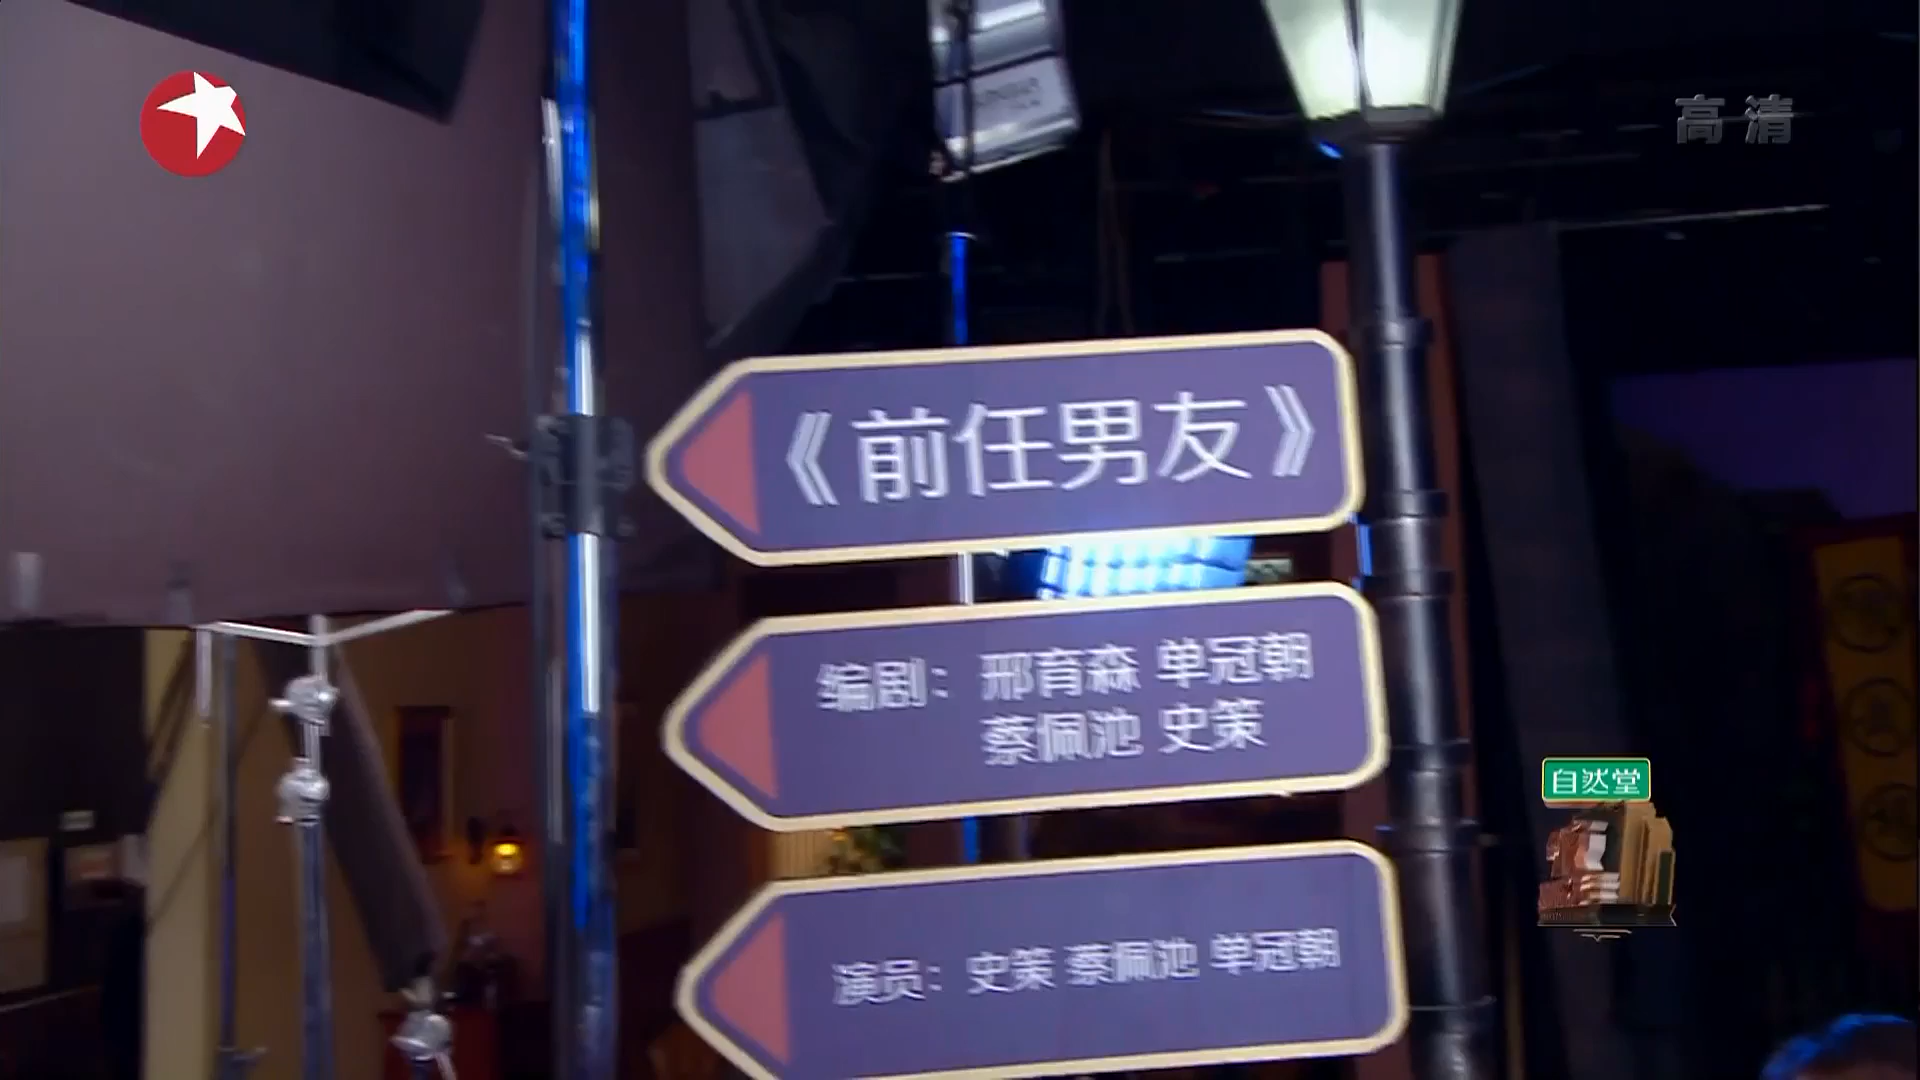 高清
《前任男友》
编剧：邢育森 单冠朝
蔡佩池 史策
自然堂
演员：史策 蔡佩池 单冠朝